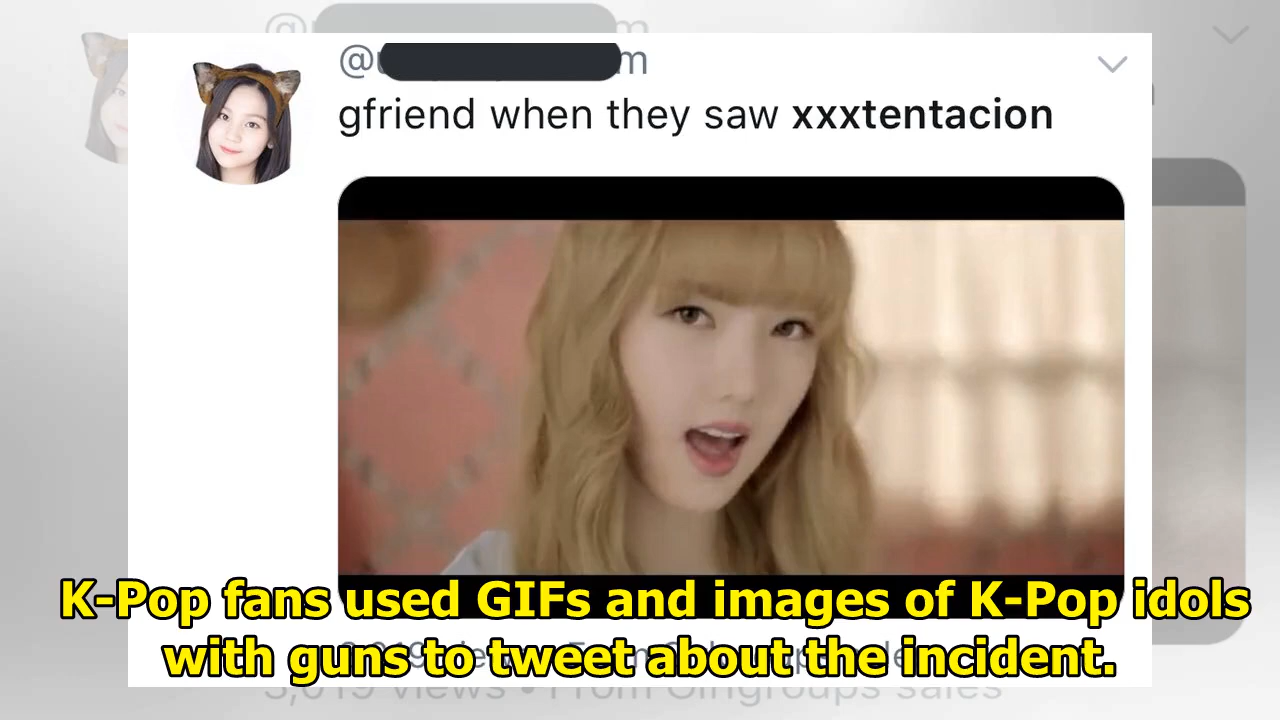 gfriend when they saw xxxtentacion
K-Pop fans used GIFs and images of K-Pop idols
with guns to tweet about the incident.